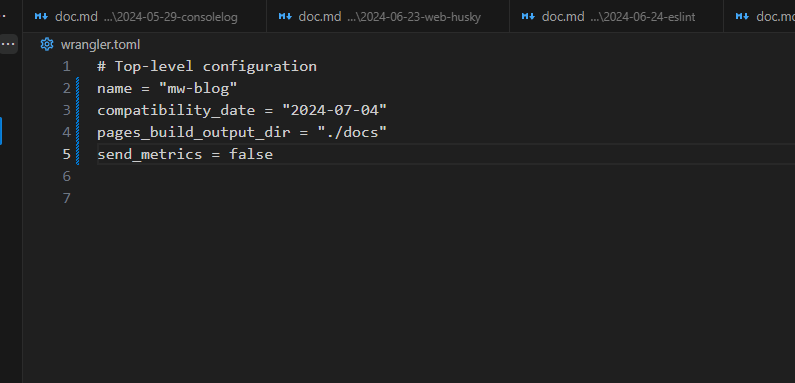 doc.md ...\2024-05-29-consolelog doc.md ...\2024-06-23-web-husky doc.md ...\2024-06-24-eslint doc.mc
wrangler.toml
1 # Top-level configuration
2 name = "mw-blog"
3 compatibility_date = "2024-07-04"
4 pages_build_output_dir = "./docs"
5 send_metrics = false
6
7